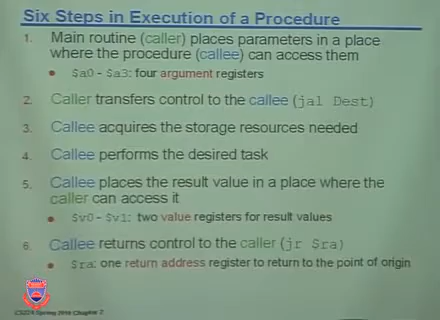 Six Steps in Execution of a Procedure
1. Main routine (caller) places parameters in a place
where the procedure (callee) can access them
● $a0 - $a3: four argument registers
2. Caller transfers control to the callee (jal Dest)
3. Callee acquires the storage resources needed
4. Callee performs the desired task
5. Callee places the result value in a place where the
caller can access it
● $v0 - $v1: two value registers for result values
6. Callee returns control to the caller (jr $ra)
● $ra: one return address register to return to the point of origin
Spring Chapter 2